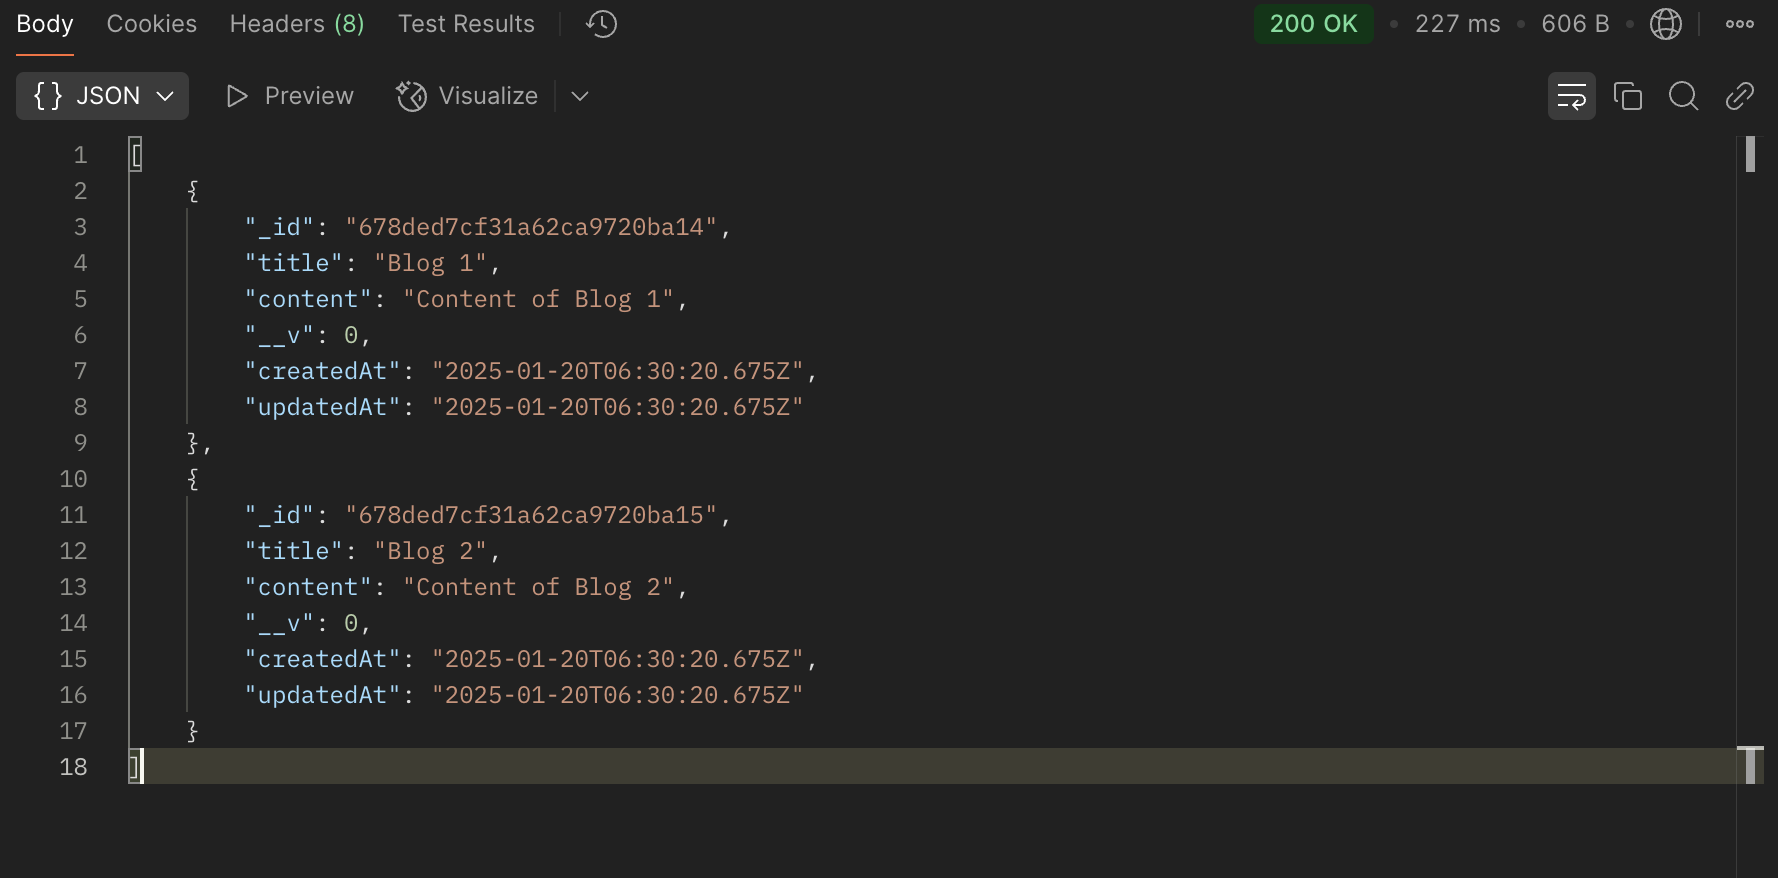 Body Cookies Headers (8) Test Results 200 OK • 227 ms • 606 B •
{} JSON Preview Visualize
1 [
2     {
3         "_id": "678ded7cf31a62ca9720ba14",
4         "title": "Blog 1",
5         "content": "Content of Blog 1",
6         "__v": 0,
7         "createdAt": "2025-01-20T06:30:20.675Z",
8         "updatedAt": "2025-01-20T06:30:20.675Z"
9     },
10     {
11         "_id": "678ded7cf31a62ca9720ba15",
12         "title": "Blog 2",
13         "content": "Content of Blog 2",
14         "__v": 0,
15         "createdAt": "2025-01-20T06:30:20.675Z",
16         "updatedAt": "2025-01-20T06:30:20.675Z"
17     }
18 ]